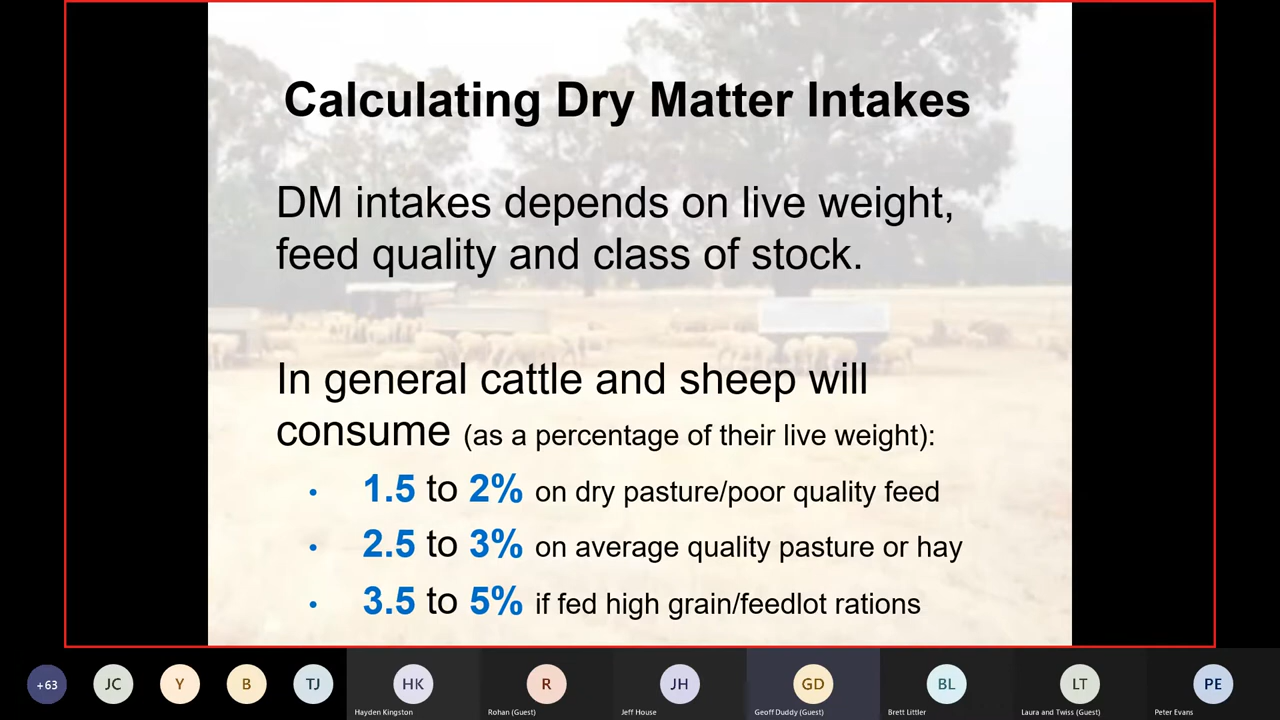 Calculating Dry Matter Intakes
DM intakes depends on live weight,
feed quality and class of stock.
In general cattle and sheep will
consume (as a percentage of their live weight):
• 1.5 to 2% on dry pasture/poor quality feed
• 2.5 to 3% on average quality pasture or hay
• 3.5 to 5% if fed high grain/feedlot rations
+63 JC Y B TJ HK R JH GD BL LT PE
Hayden Kingston Rohan (Guest) Jeff House Geoff Duddy (Guest) Brett Littler Laura and Twiss (Guest) Peter Evans